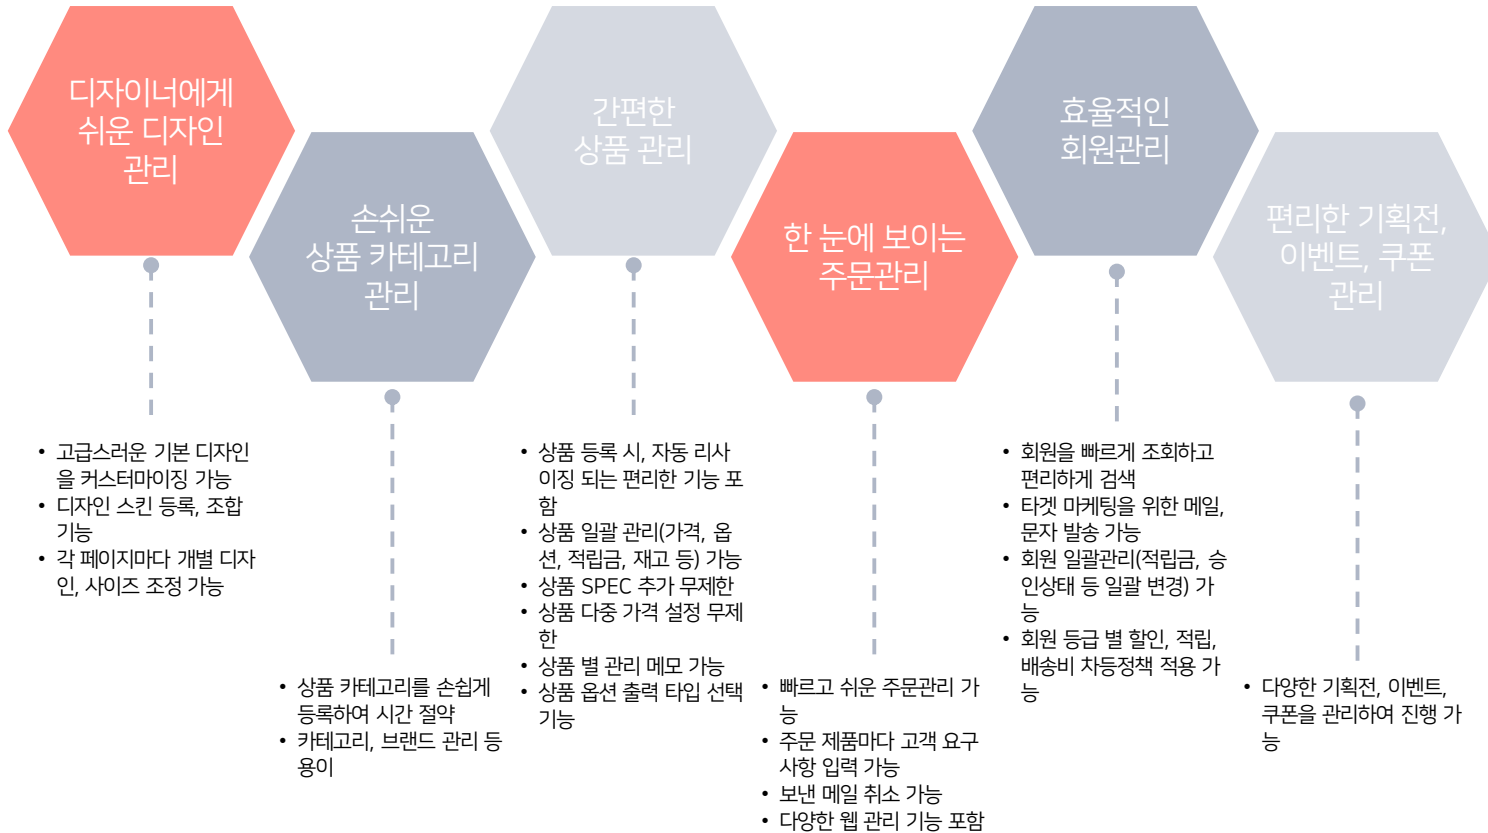 디자이너에게
쉬운 디자인
관리
손쉬운
상품 카테고리
관리
간편한
상품 관리
한 눈에 보이는
주문관리
효율적인
회원관리
편리한 기획전,
이벤트, 쿠폰
관리
• 고급스러운 기본 디자인
을 커스터마이징 가능
• 디자인 스킨 등록, 조합
기능
• 각 페이지마다 개별 디자
인, 사이즈 조정 가능
• 상품 카테고리를 손쉽게
등록하여 시간 절약
• 카테고리, 브랜드 관리 등
용이
• 상품 등록 시, 자동 리사
이징 되는 편리한 기능 포
함
• 상품 일괄 관리(가격, 옵
션, 적립금, 재고 등) 가능
• 상품 SPEC 추가 무제한
• 상품 다중 가격 설정 무제
한
• 상품 별 관리 메모 가능
• 상품 옵션 출력 타입 선택
기능
• 빠르고 쉬운 주문관리 가
능
• 주문 제품마다 고객 요구
사항 입력 가능
• 보낸 메일 취소 가능
• 다양한 웹 관리 기능 포함
• 회원을 빠르게 조회하고
편리하게 검색
• 타겟 마케팅을 위한 메일,
문자 발송 가능
• 회원 일괄관리(적립금, 승
인상태 등 일괄 변경) 가
능
• 회원 등급 별 할인, 적립,
배송비 차등정책 적용 가
능
• 다양한 기획전, 이벤트,
쿠폰을 관리하여 진행 가
능